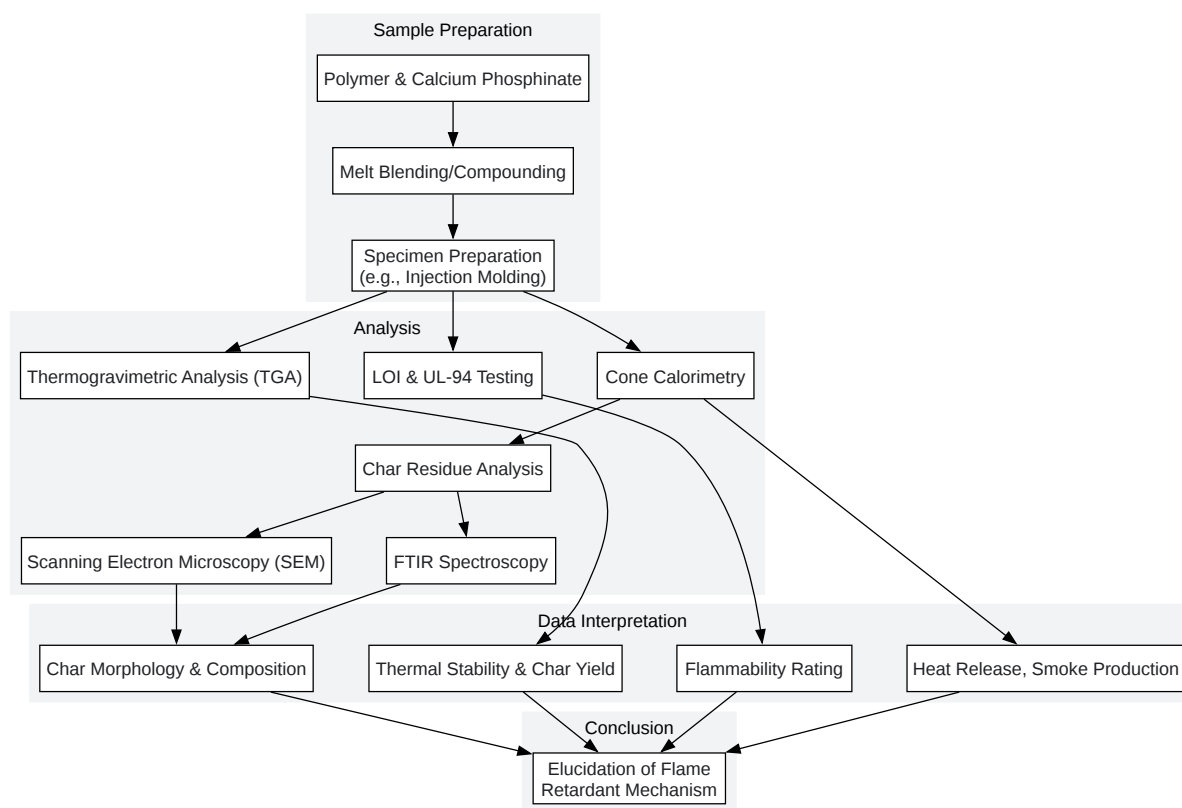 Sample Preparation
Polymer & Calcium Phosphinate
Melt Blending/Compounding
Specimen Preparation
(e.g., Injection Molding)
Analysis
Thermogravimetric Analysis (TGA)
LOI & UL-94 Testing
Cone Calorimetry
Char Residue Analysis
Scanning Electron Microscopy (SEM)
FTIR Spectroscopy
Data Interpretation
Char Morphology & Composition
Thermal Stability & Char Yield
Flammability Rating
Heat Release, Smoke Production
Conclusion
Elucidation of Flame
Retardant Mechanism